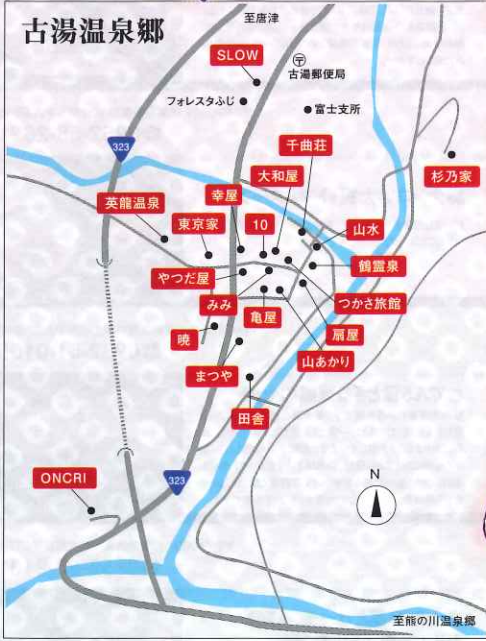 古湯温泉郷
至唐津
SLOW
〒
古湯郵便局
フォレスタふじ
富士支所
323
千曲荘
大和屋
杉乃家
幸屋
英龍温泉
東京家
10
山水
やつだ屋
鶴霊泉
みみ
つかさ旅館
亀屋
扇屋
暁
山あかり
まつや
田舎
ONCRI
323
N
至熊の川温泉郷